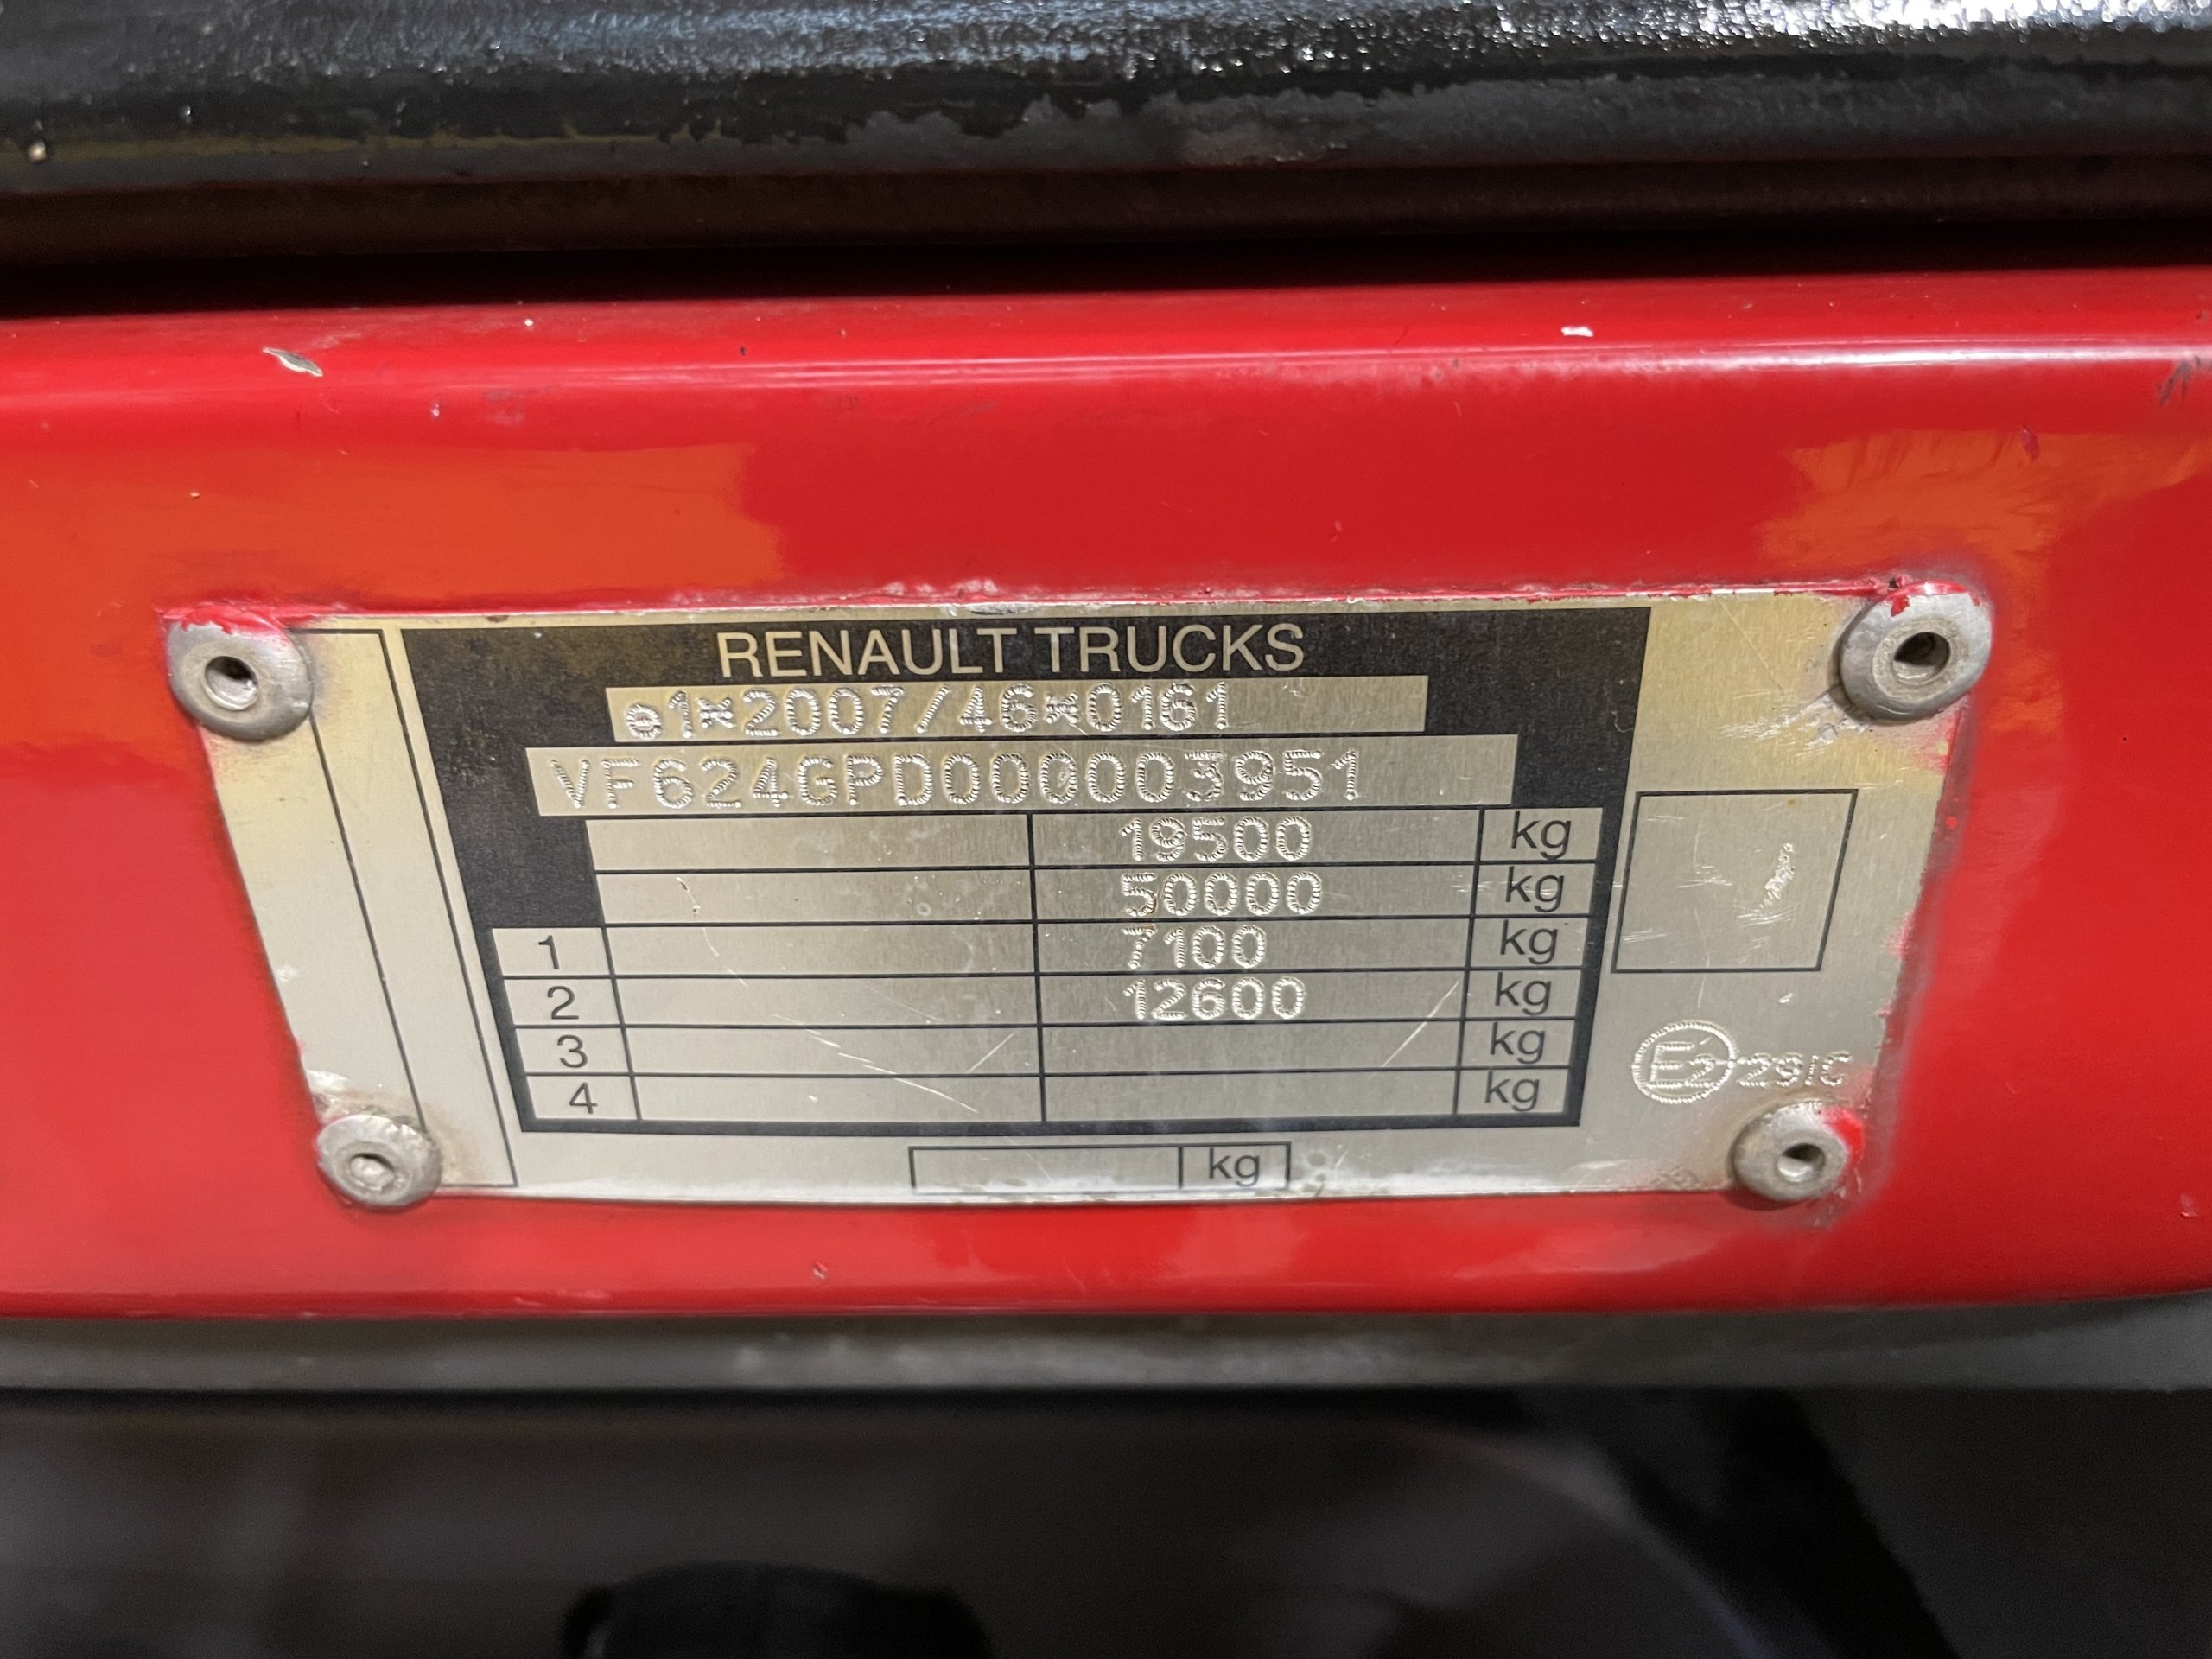 RENAULT TRUCKS
e1*2007/46*0161
VF624GPD000003951
19500 kg
50000 kg
1 7100 kg
2 12600 kg
3 kg
4 kg
E2-29IC
kg